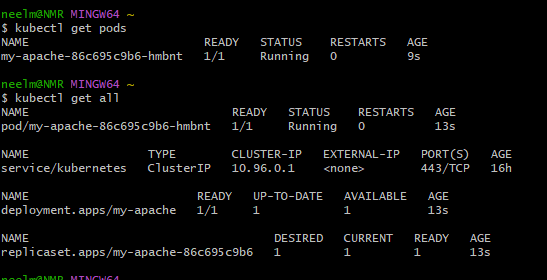 neelm@NMR MINGW64 ~
$ kubectl get pods
NAME READY STATUS RESTARTS AGE
my-apache-86c695c9b6-hmbnt 1/1 Running 0 9s
neelm@NMR MINGW64 ~
$ kubectl get all
NAME READY STATUS RESTARTS AGE
pod/my-apache-86c695c9b6-hmbnt 1/1 Running 0 13s
NAME TYPE CLUSTER-IP EXTERNAL-IP PORT(S) AGE
service/kubernetes ClusterIP 10.96.0.1 <none> 443/TCP 16h
NAME READY UP-TO-DATE AVAILABLE AGE
deployment.apps/my-apache 1/1 1 1 13s
NAME DESIRED CURRENT READY AGE
replicaset.apps/my-apache-86c695c9b6 1 1 1 13s
neelm@NMR MINGW64